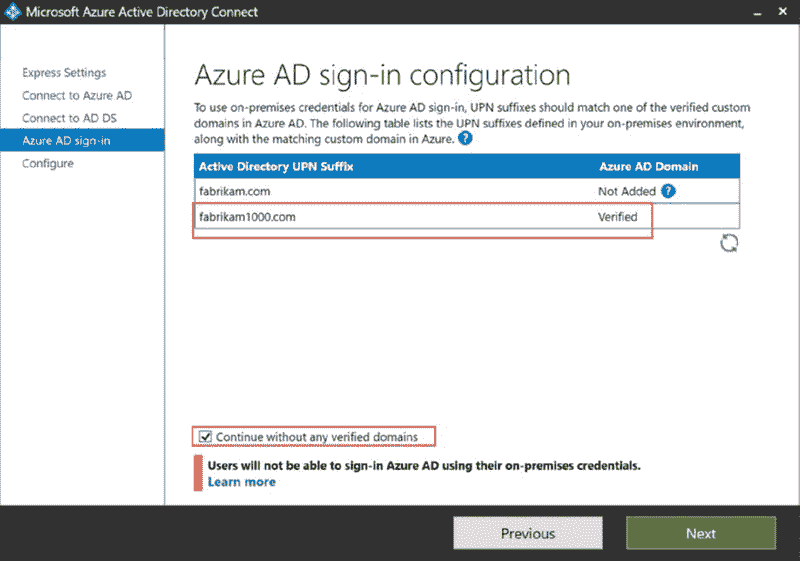 Microsoft Azure Active Directory Connect
Express Settings
Connect to Azure AD
Connect to AD DS
Azure AD sign-in
Configure
Azure AD sign-in configuration
To use on-premises credentials for Azure AD sign-in, UPN suffixes should match one of the verified custom
domains in Azure AD. The following table lists the UPN suffixes defined in your on-premises environment,
along with the matching custom domain in Azure. ?
Active Directory UPN Suffix Azure AD Domain
fabrikam.com Not Added ?
fabrikam1000.com Verified
Continue without any verified domains
Users will not be able to sign-in Azure AD using their on-premises credentials.
Learn more
Previous Next